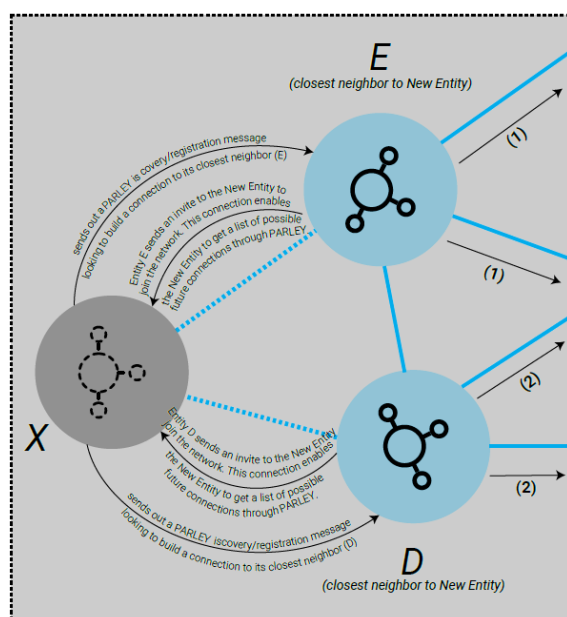 E
(closest neighbor to New Entity)
(1)
sends out a PARLEY is covery/registration message
looking to build a connection to its closest neighbor (E)
Entity E sends an invite to the New Entity to
join the network. This connection enables
the New Entity to get a list of possible
future connections through PARLEY
(1)
X
(2)
Entity D sends an invite to the New Entity
join the network. This connection enables
the New Entity to get a list of possible
future connections through PARLEY.
(2)
sends out a PARLEY iscovery/registration message
looking to build a connection to its closest neighbor (D)
D
(closest neighbor to New Entity)